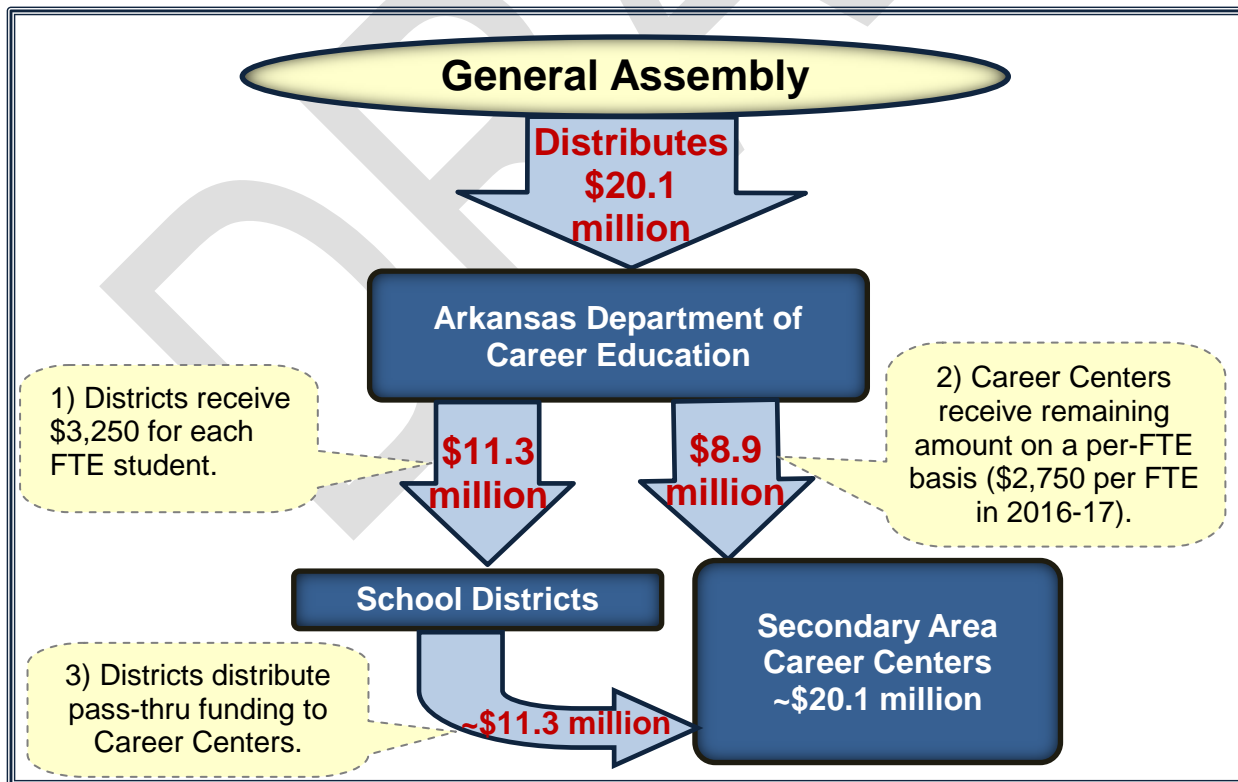 General Assembly
Distributes
$20.1
million
Arkansas Department of
Career Education
1) Districts receive
$3,250 for each
FTE student.
$11.3
million
$8.9
million
2) Career Centers
receive remaining
amount on a per-FTE
basis ($2,750 per FTE
in 2016-17).
School Districts
Secondary Area
Career Centers
~$20.1 million
3) Districts distribute
pass-thru funding to
Career Centers.
~$11.3 million